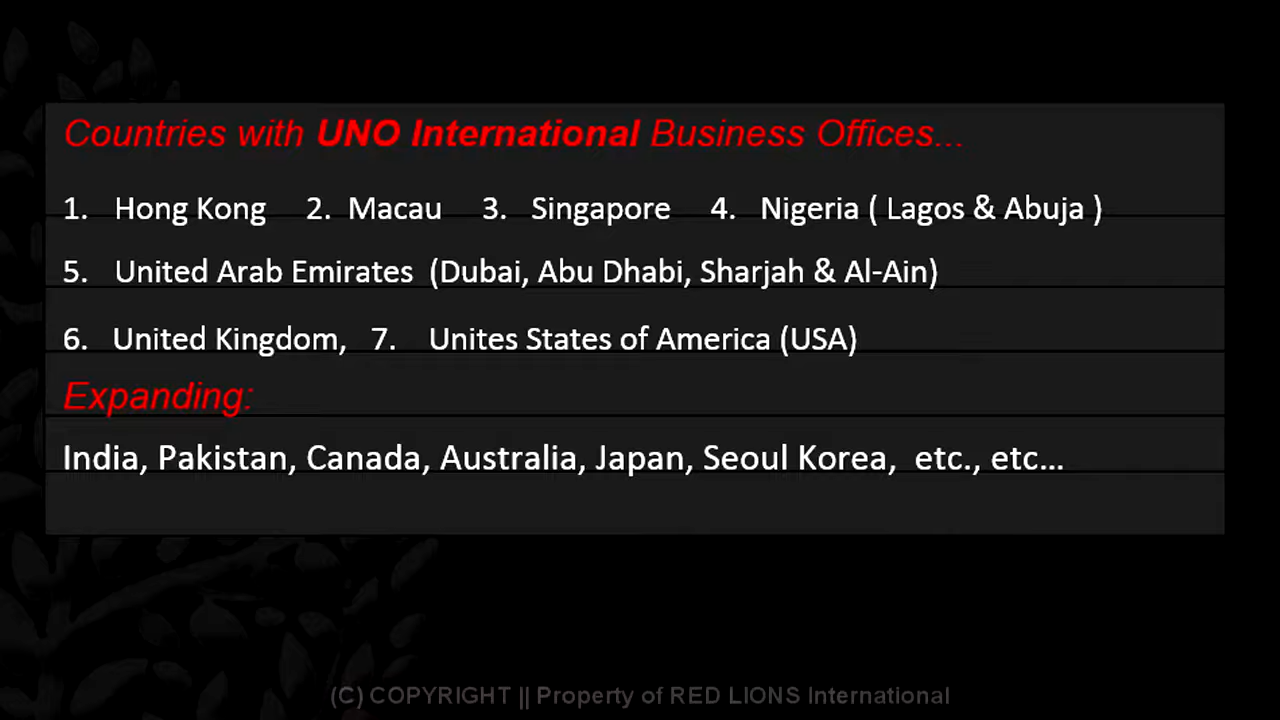 Countries with UNO International Business Offices...
1. Hong Kong 2. Macau 3. Singapore 4. Nigeria ( Lagos & Abuja )
5. United Arab Emirates (Dubai, Abu Dhabi, Sharjah & Al-Ain)
6. United Kingdom, 7. Unites States of America (USA)
Expanding:
India, Pakistan, Canada, Australia, Japan, Seoul Korea, etc., etc...
(C) COPYRIGHT || Property of RED LIONS International